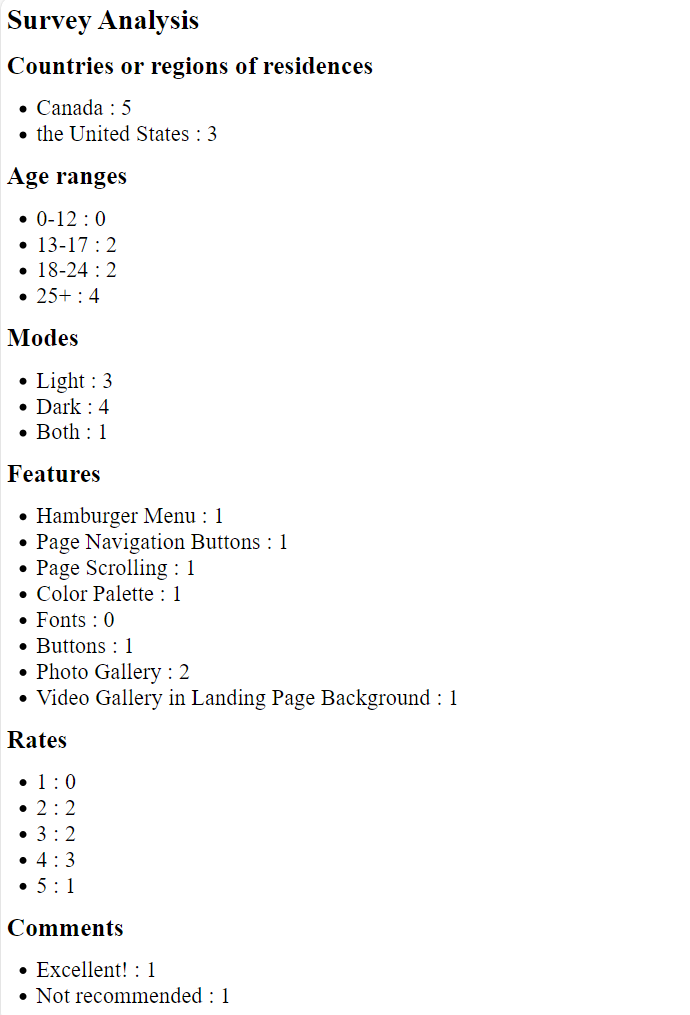 Survey Analysis
Countries or regions of residences
• Canada : 5
• the United States : 3
Age ranges
• 0-12 : 0
• 13-17 : 2
• 18-24 : 2
• 25+ : 4
Modes
• Light : 3
• Dark : 4
• Both : 1
Features
• Hamburger Menu : 1
• Page Navigation Buttons : 1
• Page Scrolling : 1
• Color Palette : 1
• Fonts : 0
• Buttons : 1
• Photo Gallery : 2
• Video Gallery in Landing Page Background : 1
Rates
• 1 : 0
• 2 : 2
• 3 : 2
• 4 : 3
• 5 : 1
Comments
• Excellent! : 1
• Not recommended : 1